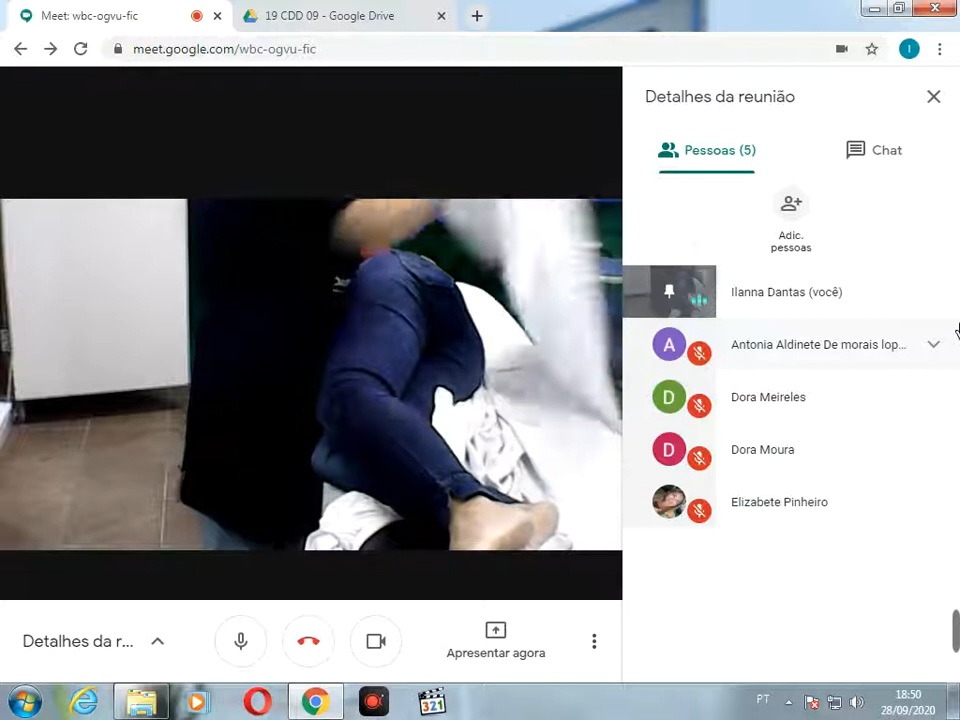 Meet: wbc-ogvu-fic
19 CDD 09 - Google Drive
meet.google.com/wbc-ogvu-fic
I
Detalhes da reunião
Pessoas (5)
Chat
Adic.
pessoas
Ilanna Dantas (você)
A
Antonia Aldinete De morais lop...
D
Dora Meireles
D
Dora Moura
Elizabete Pinheiro
Detalhes da r...
Apresentar agora
321
PT
18:50
28/09/2020